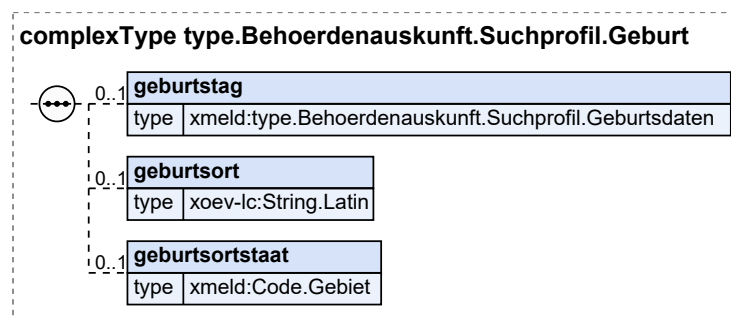 complexType type.Behoerdenauskunft.Suchprofil.Geburt
0..1 geburtstag
type xmeld:type.Behoerdenauskunft.Suchprofil.Geburtsdaten
0..1 geburtsort
type xoev-lc:String.Latin
0..1 geburtsortstaat
type xmeld:Code.Gebiet